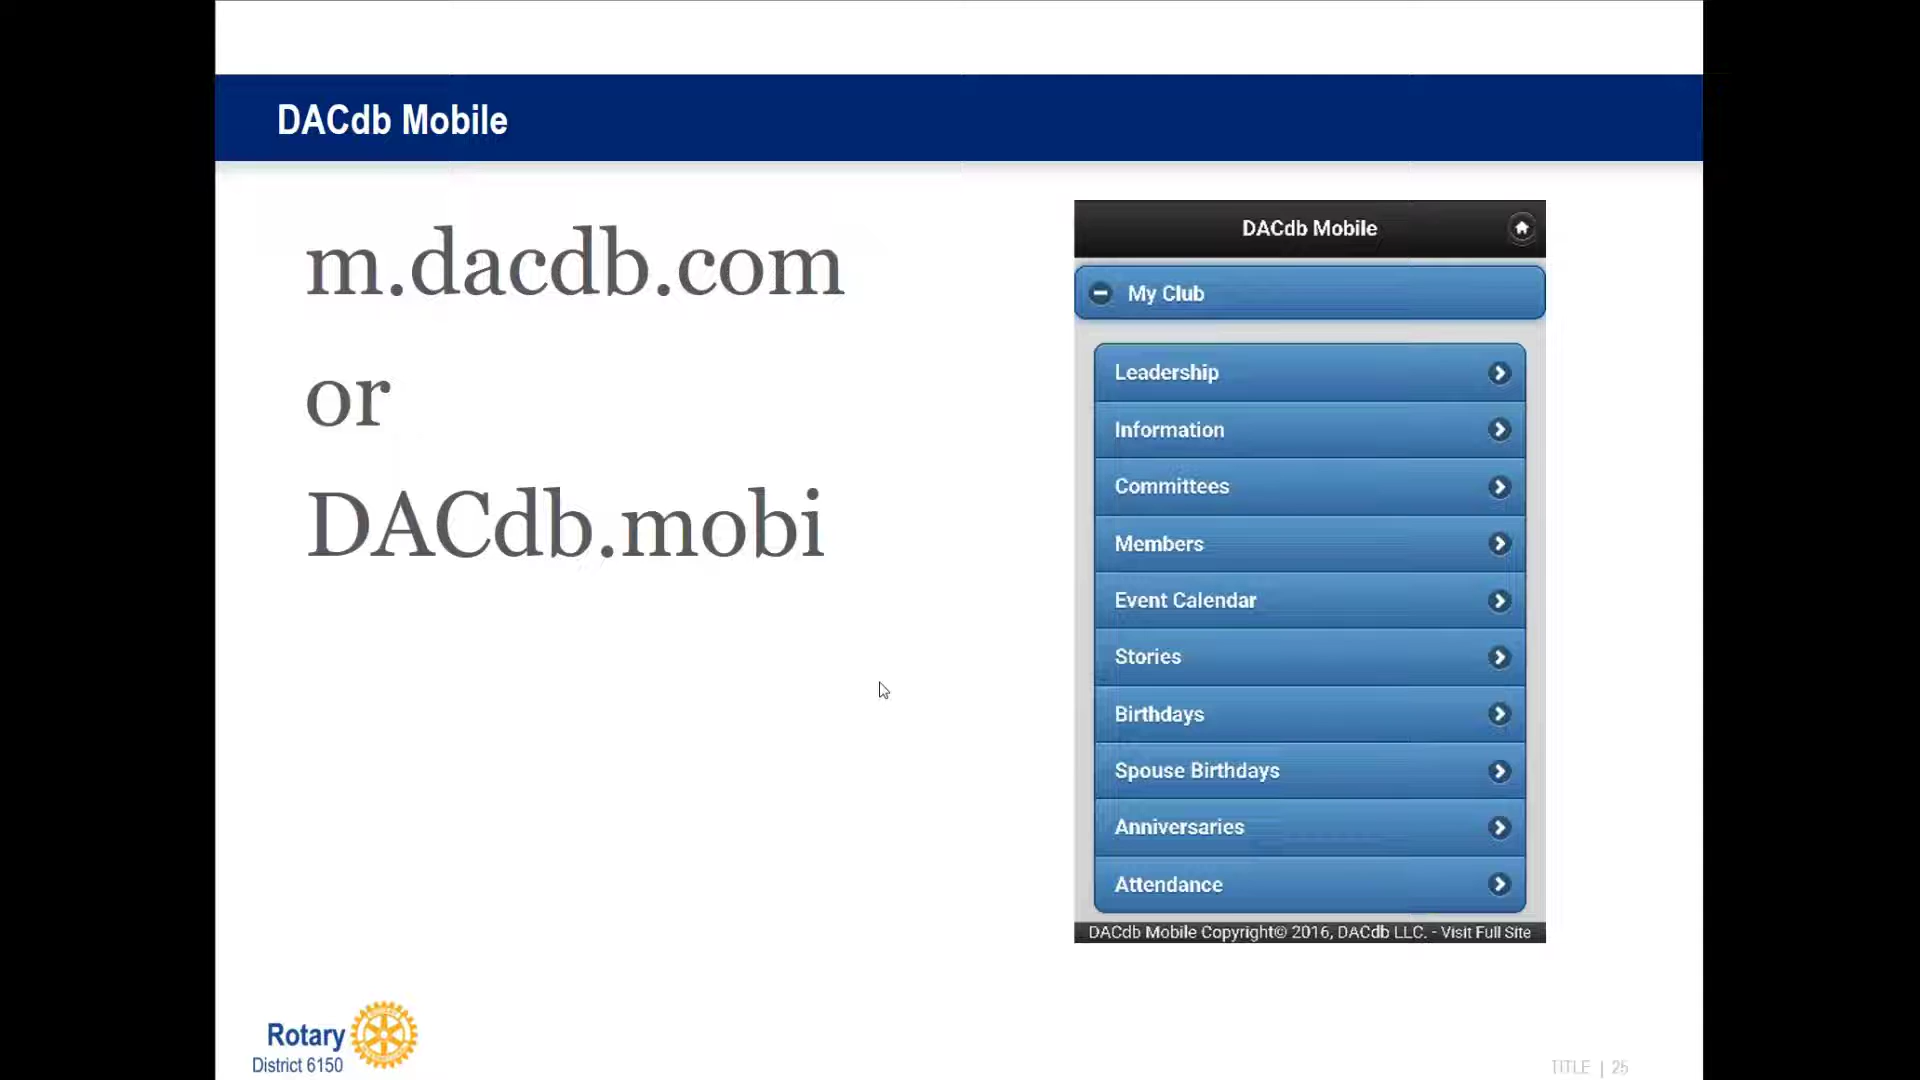 DACdb Mobile
m.dacdb.com
or
DACdb.mobi
DACdb Mobile
My Club
Leadership
Information
Committees
Members
Event Calendar
Stories
Birthdays
Spouse Birthdays
Anniversaries
Attendance
DACdb Mobile Copyright© 2016, DACdb LLC. - Visit Full Site
Rotary
District 6150
TITLE | 25